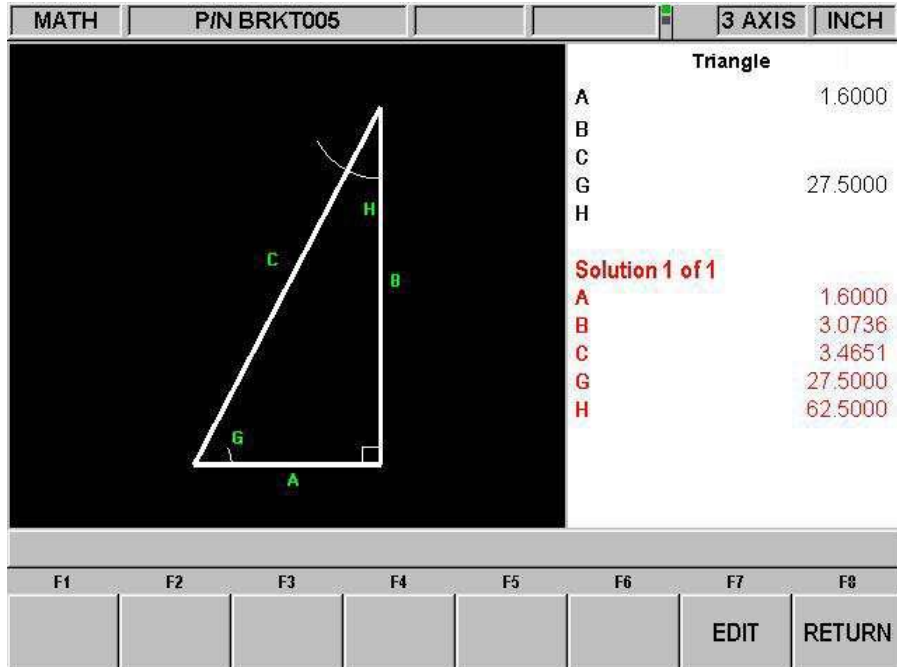 MATH P/N BRKT005 3 AXIS INCH
Triangle
A 1.6000
B
C
G 27.5000
H
Solution 1 of 1
A 1.6000
B 3.0736
C 3.4651
G 27.5000
H 62.5000
H
C
B
G
A
F1 F2 F3 F4 F5 F6 F7 F8
EDIT RETURN